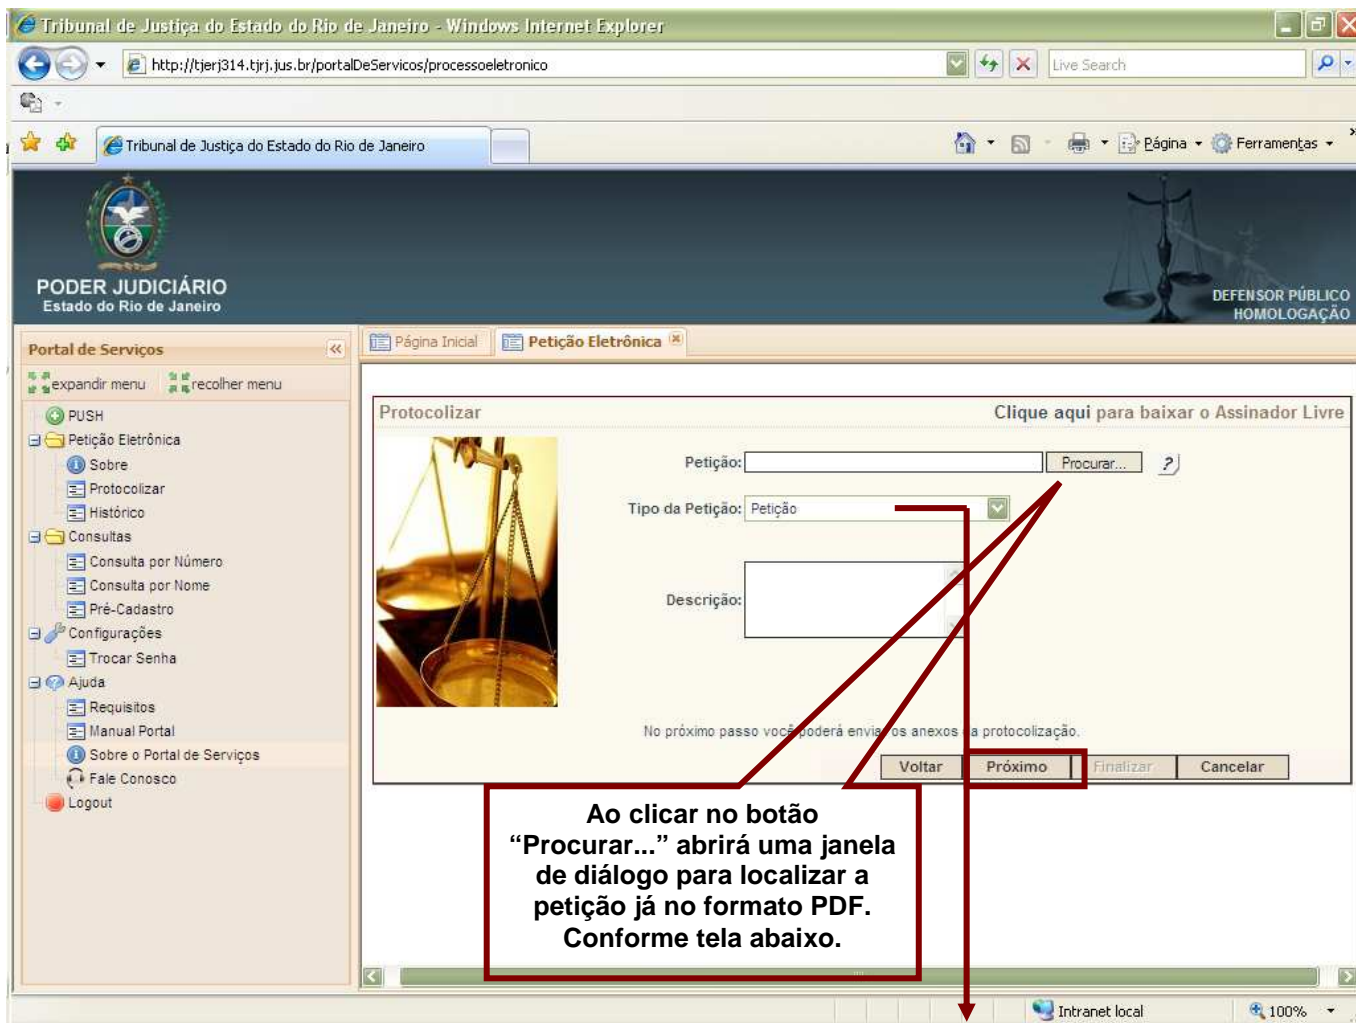 Tribunal de Justiça do Estado do Rio de Janeiro - Windows Internet Explorer
http://tjerj314.tjrj.jus.br/portalDeServicos/processoeletronico
Live Search
Tribunal de Justiça do Estado do Rio de Janeiro
Página
Ferramentas
PODER JUDICIÁRIO
Estado do Rio de Janeiro
DEFENSOR PÚBLICO
HOMOLOGAÇÃO
Portal de Serviços
expandir menu recolher menu
PUSH
Petição Eletrônica
Sobre
Protocolizar
Histórico
Consultas
Consulta por Número
Consulta por Nome
Pré-Cadastro
Configurações
Trocar Senha
Ajuda
Requisitos
Manual Portal
Sobre o Portal de Serviços
Fale Conosco
Logout
Página Inicial
Petição Eletrônica
Protocolizar
Clique aqui para baixar o Assinador Livre
Petição:
Procurar...
?
Tipo da Petição: Petição
Descrição:
No próximo passo você poderá enviar os anexos da protocolização.
Voltar
Próximo
Finalizar
Cancelar
Ao clicar no botão
“Procurar...” abrirá uma janela
de diálogo para localizar a
petição já no formato PDF.
Conforme tela abaixo.
Intranet local
100%